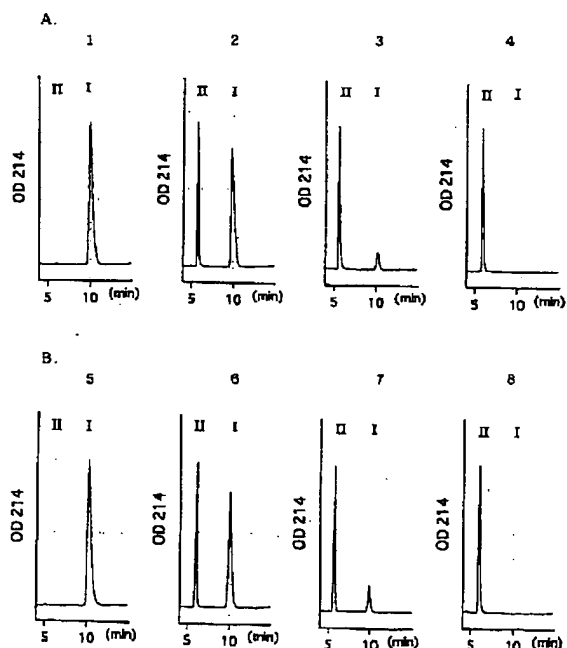 A.
1 2 3 4
II I II I II I II I
OD 214 OD 214 OD 214 OD 214
5 10 (min) 5 10 (min) 5 10 (min) 5 10 (min)
B.
5 6 7 8
II I II I II I II I
OD 214 OD 214 OD 214 OD 214
5 10 (min) 5 10 (min) 5 10 (min) 5 10 (min)